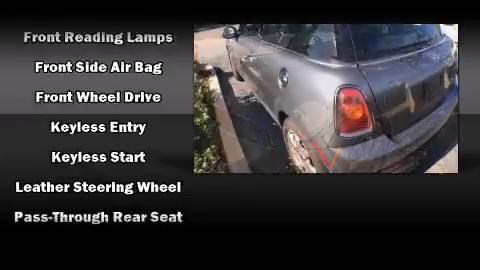 Front Reading Lamps
Front Side Air Bag
Front Wheel Drive
Keyless Entry
Keyless Start
Leather Steering Wheel
Pass-Through Rear Seat